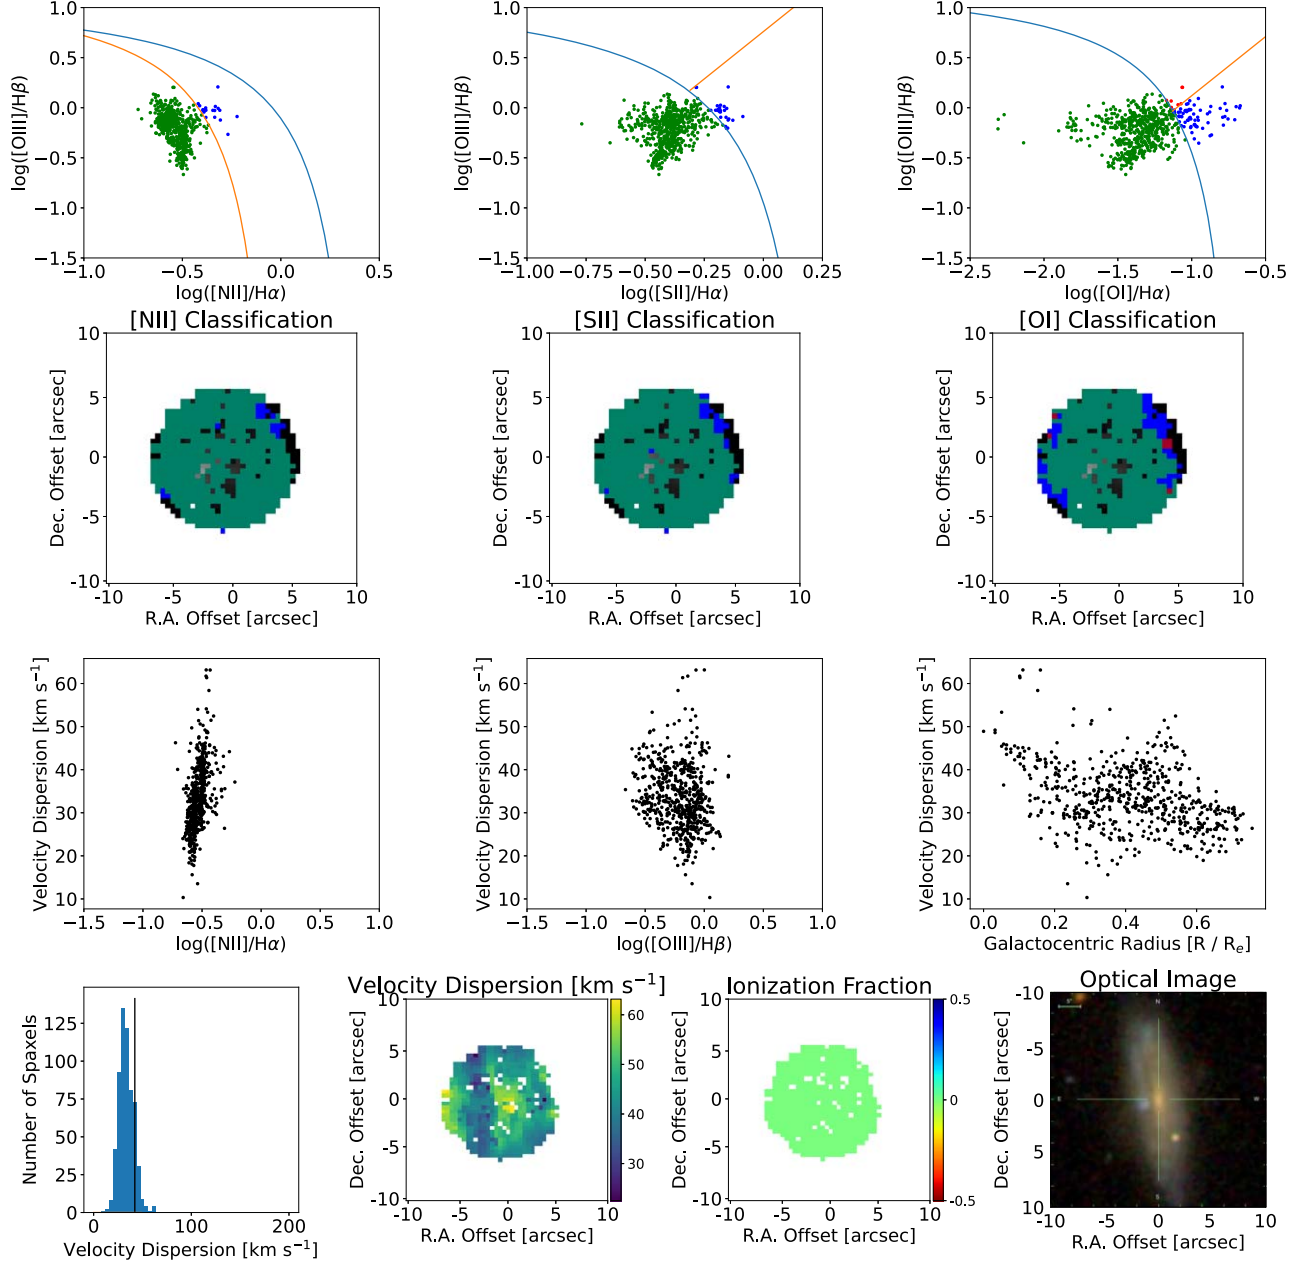 1.0
0.5
0.0
−0.5
−1.0
−1.5
log([OIII]/Hβ)
−1.0 −0.5 0.0 0.5
log([NII]/Hα)
1.0
0.5
0.0
−0.5
−1.0
−1.5
log([OIII]/Hβ)
−1.00 −0.75 −0.50 −0.25 0.00 0.25
log([SII]/Hα)
1.0
0.5
0.0
−0.5
−1.0
−1.5
log([OIII]/Hβ)
−2.5 −2.0 −1.5 −1.0 −0.5
log([OI]/Hα)
[NII] Classification
10
5
0
-5
-10
Dec. Offset [arcsec]
-10 -5 0 5 10
R.A. Offset [arcsec]
[SII] Classification
10
5
0
-5
-10
Dec. Offset [arcsec]
-10 -5 0 5 10
R.A. Offset [arcsec]
[OI] Classification
10
5
0
-5
-10
Dec. Offset [arcsec]
-10 -5 0 5 10
R.A. Offset [arcsec]
60
50
40
30
20
10
Velocity Dispersion [km s⁻¹]
−1.5 −1.0 −0.5 0.0 0.5 1.0
log([NII]/Hα)
60
50
40
30
20
10
Velocity Dispersion [km s⁻¹]
−1.5 −1.0 −0.5 0.0 0.5 1.0
log([OIII]/Hβ)
60
50
40
30
20
10
Velocity Dispersion [km s⁻¹]
0.0 0.2 0.4 0.6
Galactocentric Radius [R / Rₑ]
125
100
75
50
25
0
Number of Spaxels
0 100 200
Velocity Dispersion [km s⁻¹]
Velocity Dispersion [km s⁻¹]
10
5
0
-5
-10
Dec. Offset [arcsec]
-10 -5 0 5 10
R.A. Offset [arcsec]
60
50
40
30
Ionization Fraction
10
5
0
-5
-10
Dec. Offset [arcsec]
-10 -5 0 5 10
R.A. Offset [arcsec]
0.5
0
-0.5
Optical Image
-10
-5
0
5
10
Dec. Offset [arcsec]
-10 -5 0 5 10
R.A. Offset [arcsec]
N
E
W
S